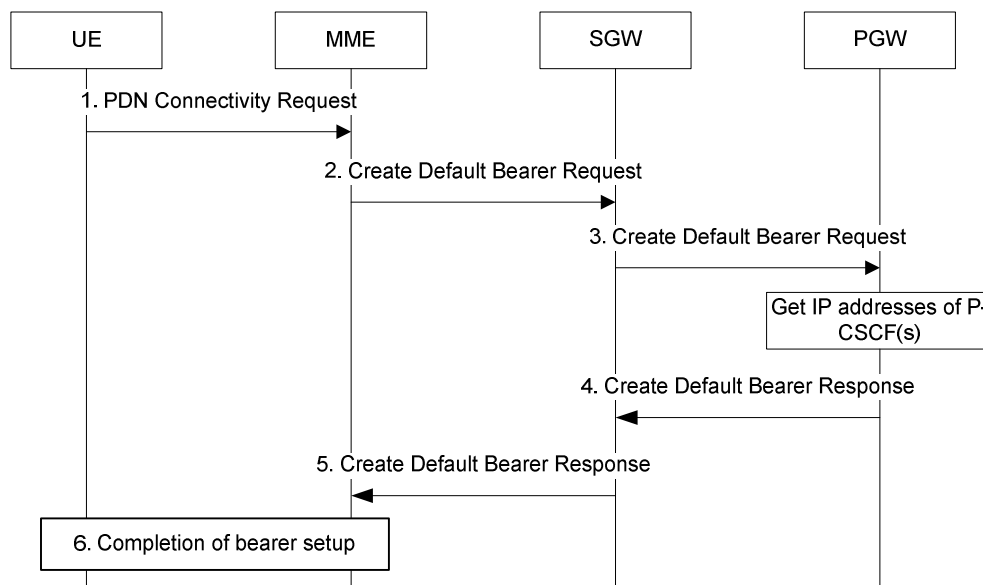 UE
MME
SGW
PGW
1. PDN Connectivity Request
2. Create Default Bearer Request
3. Create Default Bearer Request
Get IP addresses of P-
CSCF(s)
4. Create Default Bearer Response
5. Create Default Bearer Response
6. Completion of bearer setup